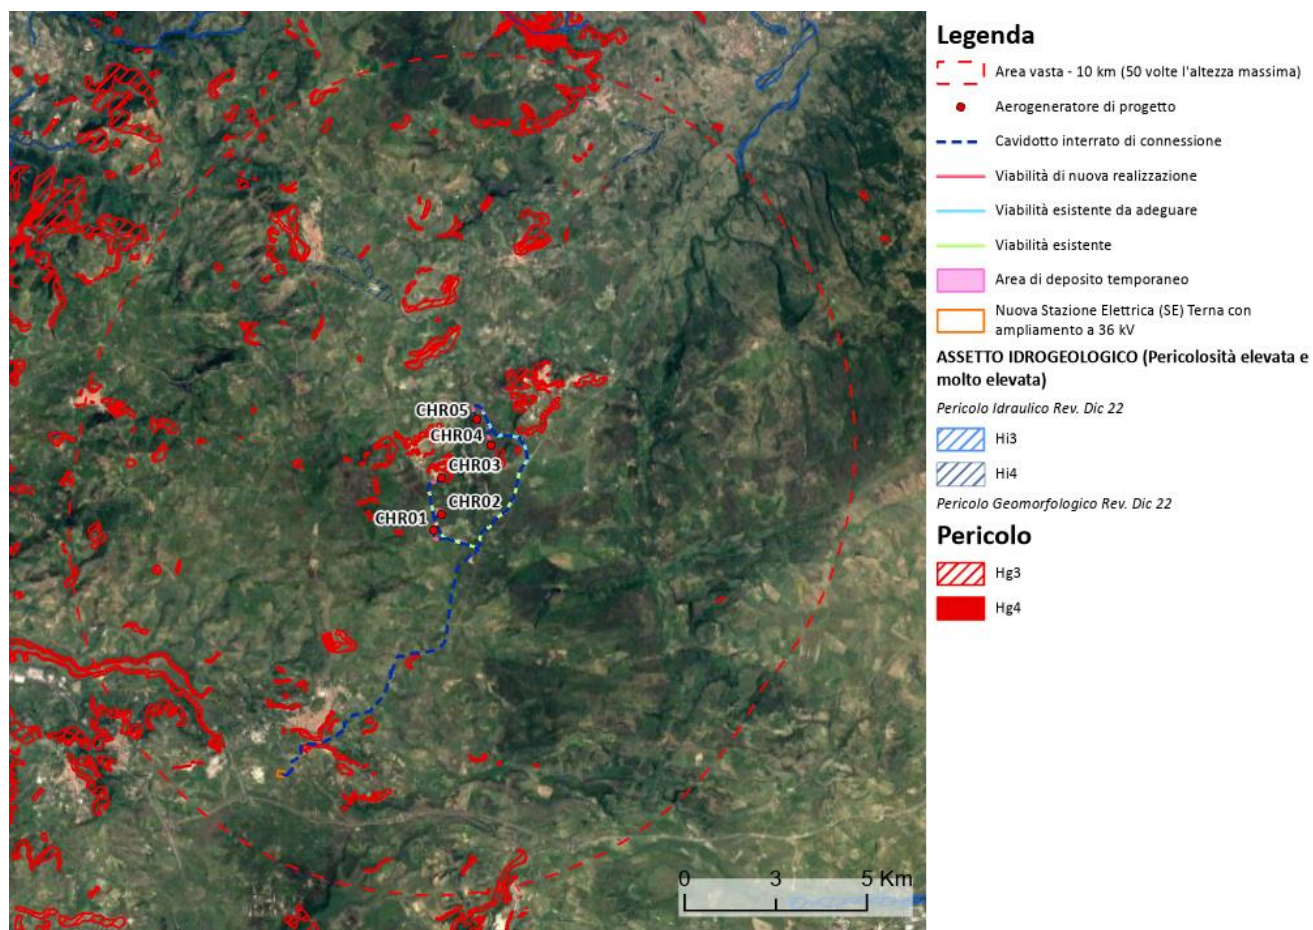 CHR05
CHR04
CHR03
CHR02
CHR01
0 3 5 Km
Legenda
Area vasta - 10 km (50 volte l'altezza massima)
Aerogeneratore di progetto
Cavidotto interrato di connessione
Viabilità di nuova realizzazione
Viabilità esistente da adeguare
Viabilità esistente
Area di deposito temporaneo
Nuova Stazione Elettrica (SE) Terna con
ampliamento a 36 kV
ASSETTO IDROGEOLOGICO (Pericolosità elevata e
molto elevata)
Pericolo Idraulico Rev. Dic 22
Hi3
Hi4
Pericolo Geomorfologico Rev. Dic 22
Pericolo
Hg3
Hg4